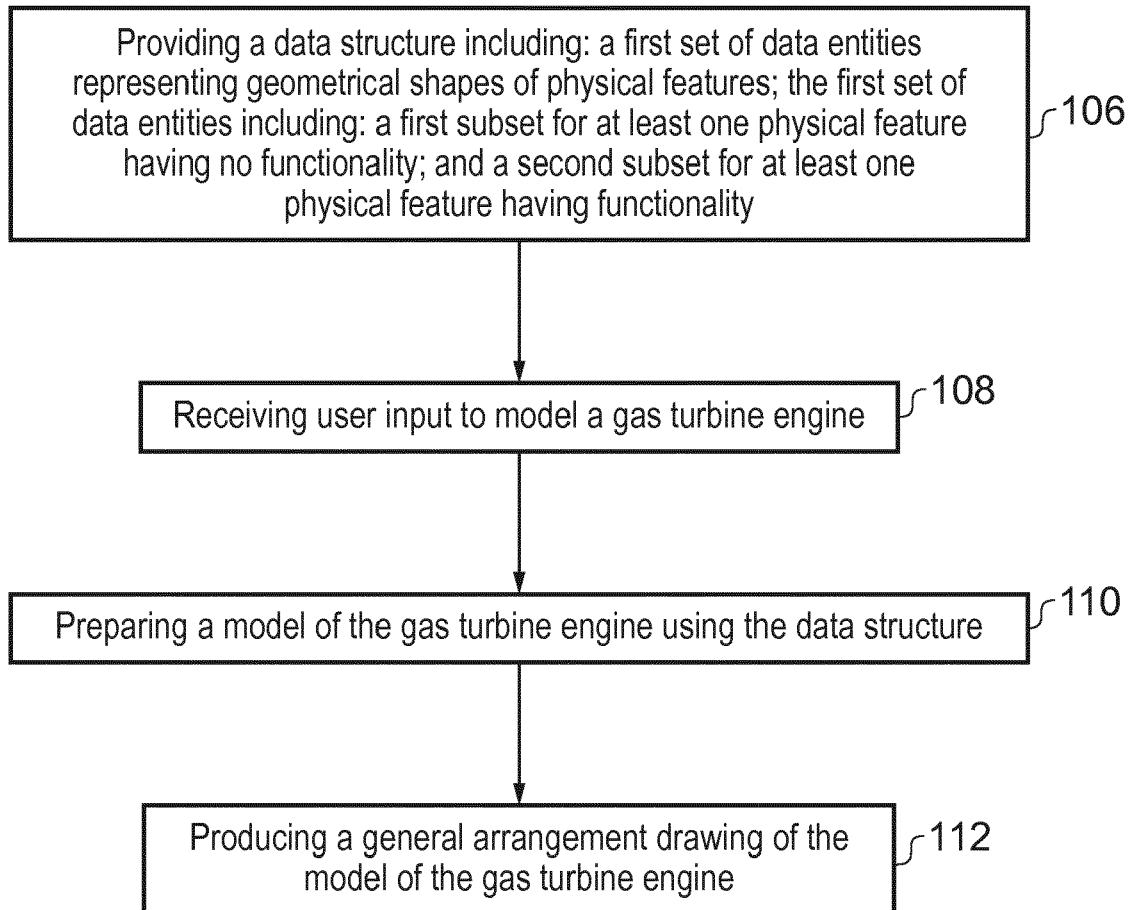 Providing a data structure including: a first set of data entities
representing geometrical shapes of physical features; the first set of
data entities including: a first subset for at least one physical feature
having no functionality; and a second subset for at least one
physical feature having functionality
106
Receiving user input to model a gas turbine engine
108
Preparing a model of the gas turbine engine using the data structure
110
Producing a general arrangement drawing of the
model of the gas turbine engine
112